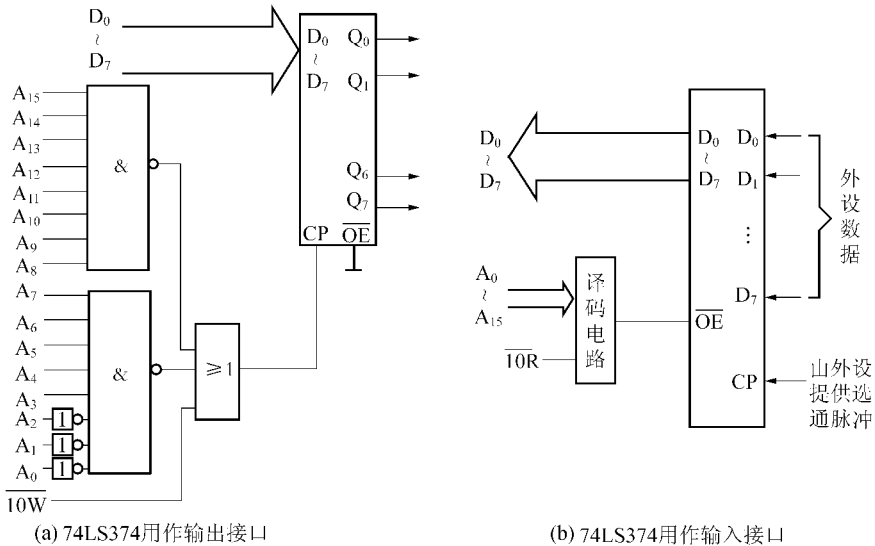 D0
~
D7
D0
~
D7
Q0
Q1
Q6
Q7
CP
OE
A15
A14
A13
A12
A11
A10
A9
A8
&
A7
A6
A5
A4
A3
A2
A1
A0
1
1
1
&
≥1
10W
(a) 74LS374用作输出接口
D0
~
D7
D0
~
D7
D0
D1
…
D7
外设数据
A0
~
A15
10R
译码电路
OE
CP
山外设
提供选
通脉冲
(b) 74LS374用作输入接口